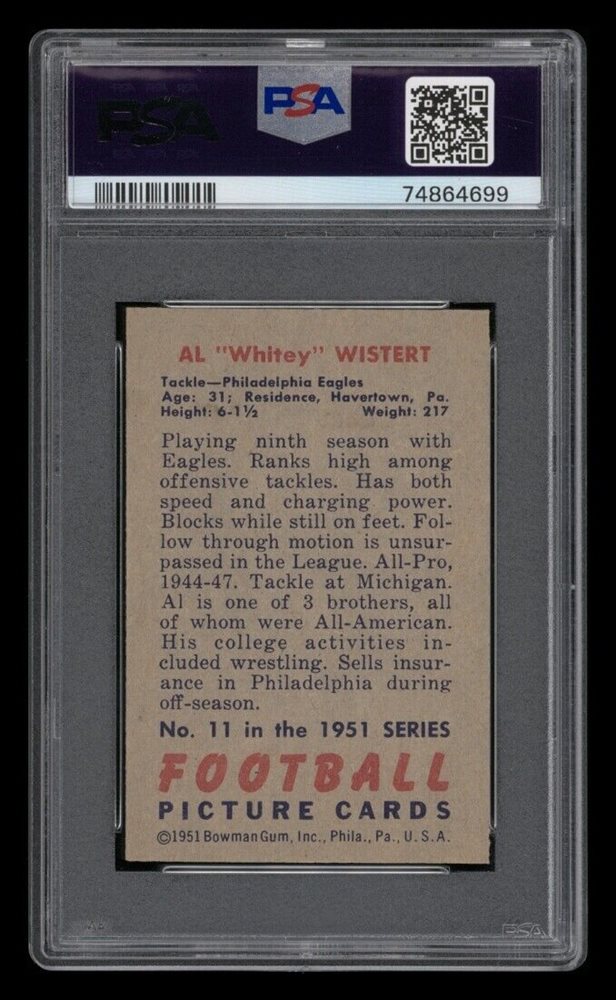 PSA
PSA
74864699
AL "Whitey" WISTERT
Tackle—Philadelphia Eagles
Age: 31; Residence, Havertown, Pa.
Height: 6-1½ Weight: 217
Playing ninth season with
Eagles. Ranks high among
offensive tackles. Has both
speed and charging power.
Blocks while still on feet. Fol-
low through motion is unsur-
passed in the League. All-Pro,
1944-47. Tackle at Michigan.
Al is one of 3 brothers, all
of whom were All-American.
His college activities in-
cluded wrestling. Sells insur-
ance in Philadelphia during
off-season.
No. 11 in the 1951 SERIES
FOOTBALL
PICTURE CARDS
©1951 Bowman Gum, Inc., Phila., Pa., U.S.A.
PSA